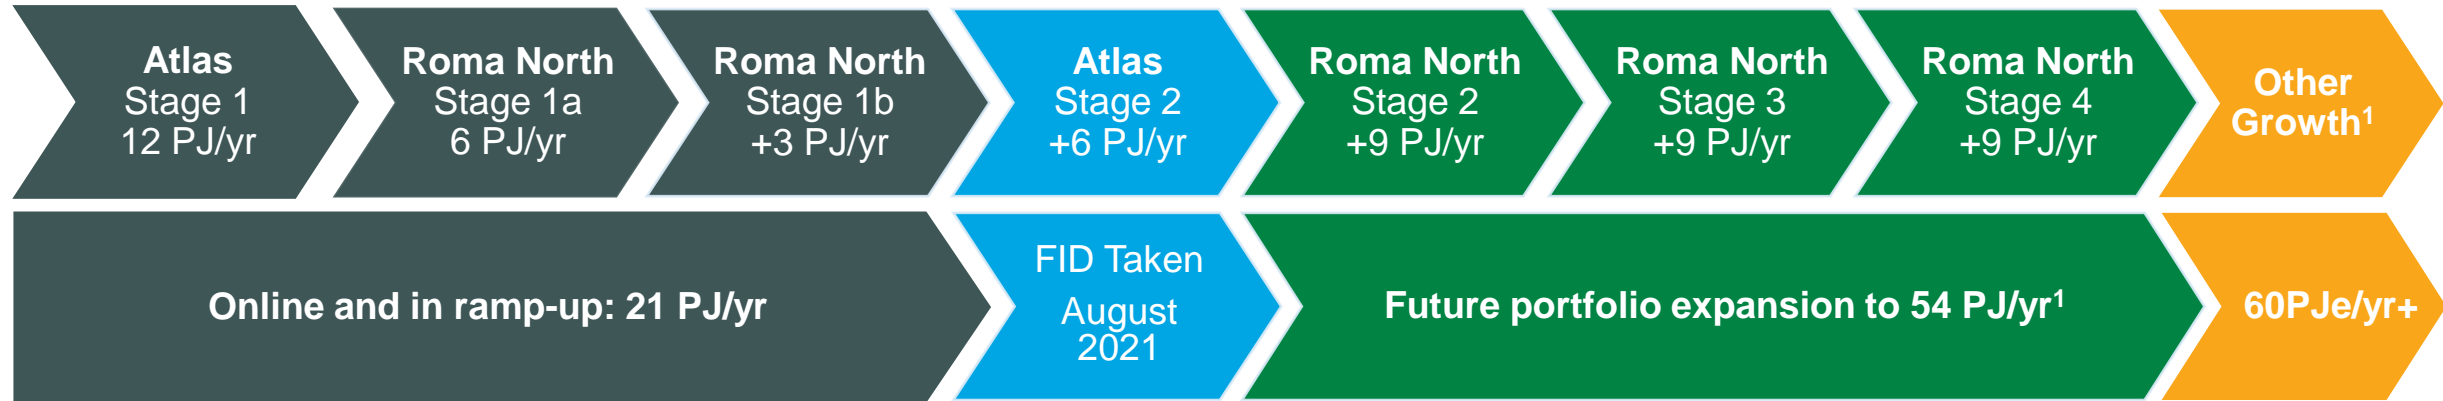 Atlas
Stage 1
12 PJ/yr
Roma North
Stage 1a
6 PJ/yr
Roma North
Stage 1b
+3 PJ/yr
Atlas
Stage 2
+6 PJ/yr
Roma North
Stage 2
+9 PJ/yr
Roma North
Stage 3
+9 PJ/yr
Roma North
Stage 4
+9 PJ/yr
Other
Growth¹
Online and in ramp-up: 21 PJ/yr
FID Taken
August
2021
Future portfolio expansion to 54 PJ/yr¹
60PJe/yr+